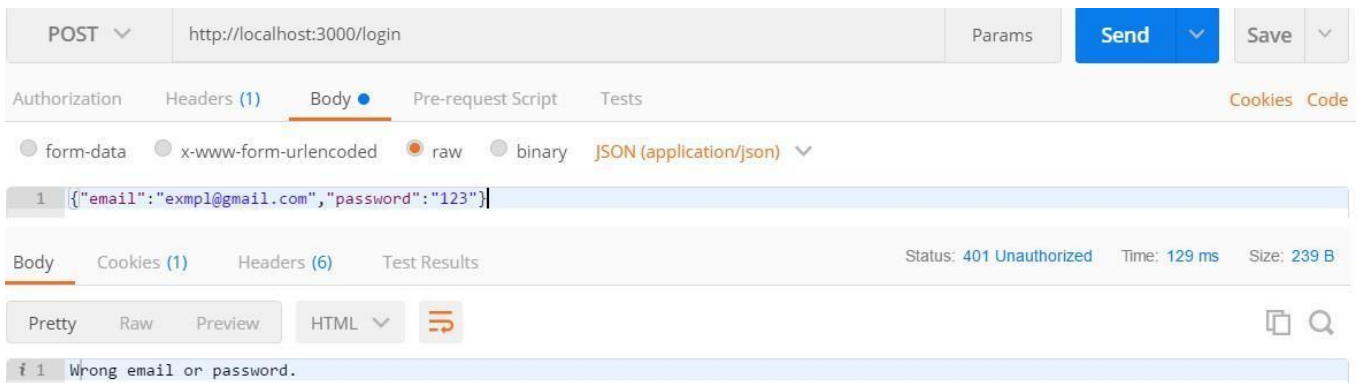 POST http://localhost:3000/login Params Send Save
Authorization Headers (1) Body Pre-request Script Tests Cookies Code
form-data x-www-form-urlencoded raw binary JSON (application/json)
1 {"email":"exmpl@gmail.com","password":"123"}
Body Cookies (1) Headers (6) Test Results Status: 401 Unauthorized Time: 129 ms Size: 239 B
Pretty Raw Preview HTML
i 1 Wrong email or password.